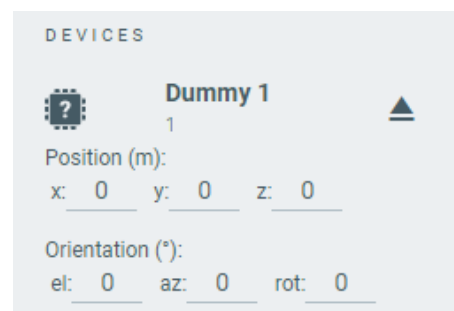 DEVICES
?
Dummy 1
1
Position (m):
x: 0 y: 0 z: 0
Orientation (°):
el: 0 az: 0 rot: 0